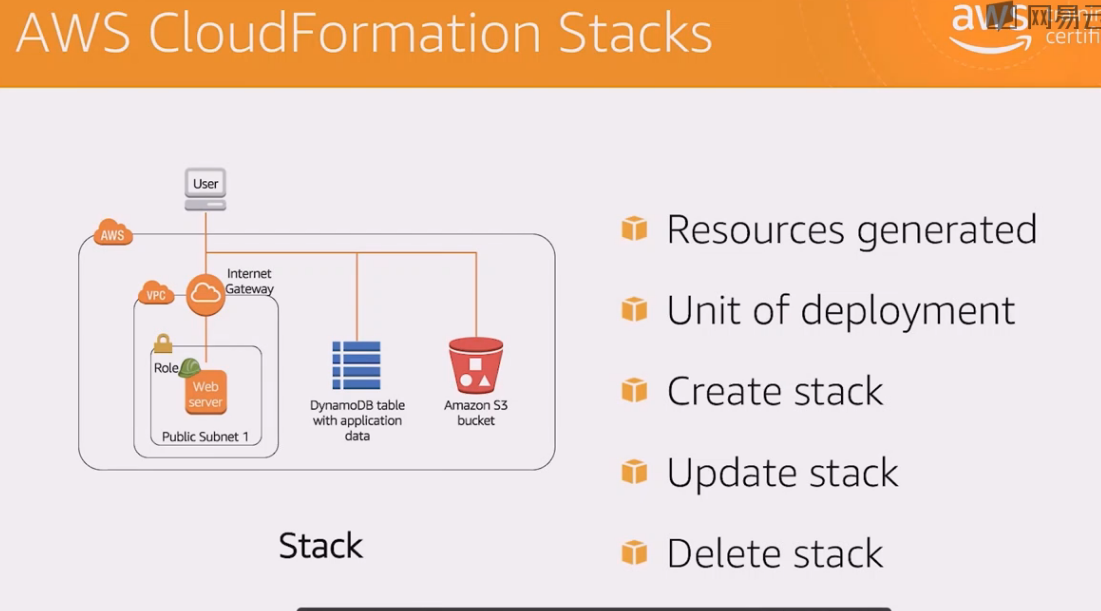 AWS CloudFormation Stacks
aws
网易云
certifi
User
AWS
Internet
Gateway
VPC
Role
Web
server
Public Subnet 1
DynamoDB table
with application
data
Amazon S3
bucket
Stack
Resources generated
Unit of deployment
Create stack
Update stack
Delete stack